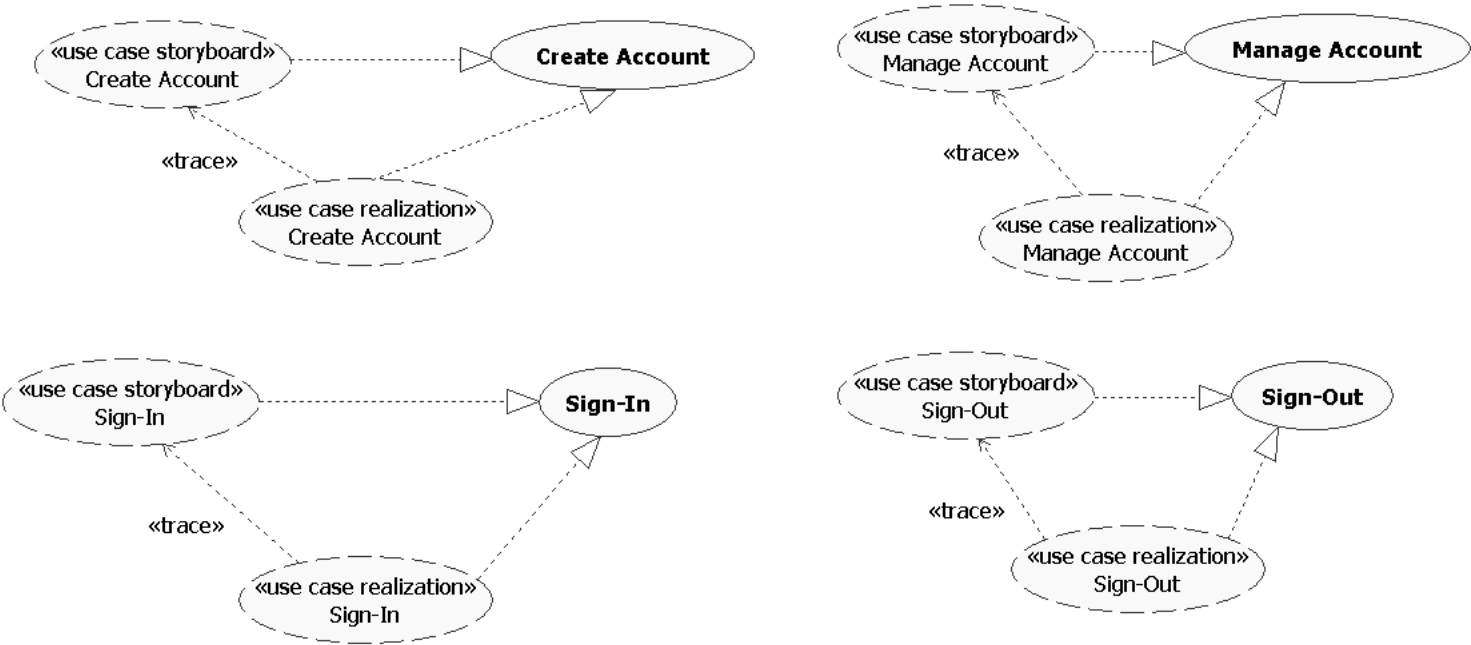 «use case storyboard»
Create Account
Create Account
«trace»
«use case realization»
Create Account
«use case storyboard»
Manage Account
Manage Account
«trace»
«use case realization»
Manage Account
«use case storyboard»
Sign-In
Sign-In
«trace»
«use case realization»
Sign-In
«use case storyboard»
Sign-Out
Sign-Out
«trace»
«use case realization»
Sign-Out